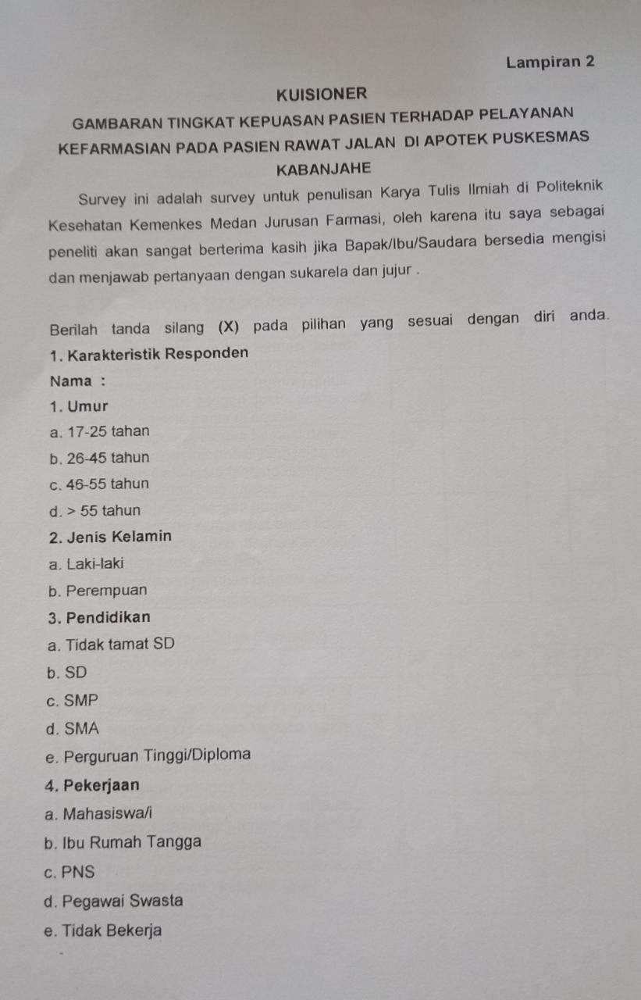 Lampiran 2
KUISIONER
GAMBARAN TINGKAT KEPUASAN PASIEN TERHADAP PELAYANAN
KEFARMASIAN PADA PASIEN RAWAT JALAN DI APOTEK PUSKESMAS
KABANJAHE
Survey ini adalah survey untuk penulisan Karya Tulis Ilmiah di Politeknik
Kesehatan Kemenkes Medan Jurusan Farmasi, oleh karena itu saya sebagai
peneliti akan sangat berterima kasih jika Bapak/Ibu/Saudara bersedia mengisi
dan menjawab pertanyaan dengan sukarela dan jujur .
Berilah tanda silang (X) pada pilihan yang sesuai dengan diri anda.
1. Karakteristik Responden
Nama :
1. Umur
a. 17-25 tahan
b. 26-45 tahun
c. 46-55 tahun
d. > 55 tahun
2. Jenis Kelamin
a. Laki-laki
b. Perempuan
3. Pendidikan
a. Tidak tamat SD
b. SD
c. SMP
d. SMA
e. Perguruan Tinggi/Diploma
4. Pekerjaan
a. Mahasiswa/i
b. Ibu Rumah Tangga
c. PNS
d. Pegawai Swasta
e. Tidak Bekerja